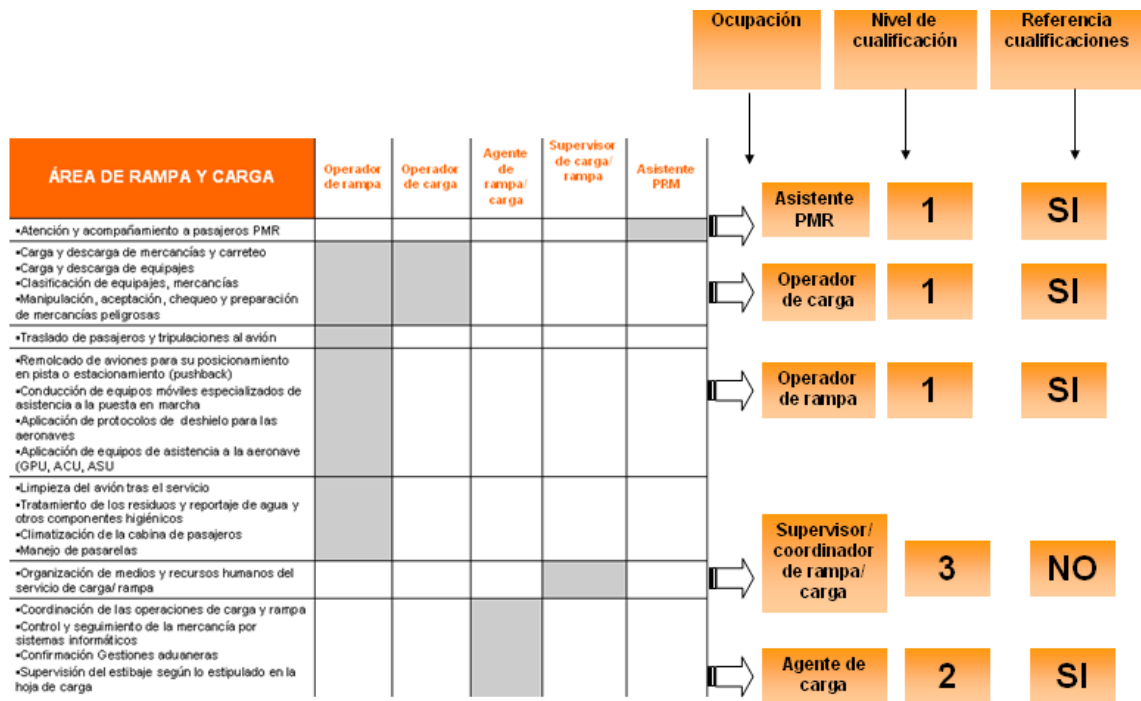 Ocupación
Nivel de
cualificación
Referencia
cualificaciones
ÁREA DE RAMPA Y CARGA
Operador
de rampa
Operador
de carga
Agente
de
rampa/
carga
Supervisor
de carga/
rampa
Asistente
PRM
▪Atención y acompañamiento a pasajeros PMR
Asistente
PMR
1
SI
▪Carga y descarga de mercancías y carreteo
▪Carga y descarga de equipajes
▪Clasificación de equipajes, mercancías
▪Manipulación, aceptación, chequeo y preparación
de mercancías peligrosas
Operador
de carga
1
SI
▪Traslado de pasajeros y tripulaciones al avión
▪Remolcado de aviones para su posicionamiento
en pista o estacionamiento (pushback)
▪Conducción de equipos móviles especializados de
asistencia a la puesta en marcha
▪Aplicación de protocolos de deshielo para las
aeronaves
▪Aplicación de equipos de asistencia a la aeronave
(GPU, ACU, ASU
Operador
de rampa
1
SI
▪Limpieza del avión tras el servicio
▪Tratamiento de los residuos y reportaje de agua y
otros componentes higiénicos
▪Climatización de la cabina de pasajeros
▪Manejo de pasarelas
▪Organización de medios y recursos humanos del
servicio de carga/ rampa
Supervisor/
coordinador
de rampa/
carga
3
NO
▪Coordinación de las operaciones de carga y rampa
▪Control y seguimiento de la mercancía por
sistemas informáticos
▪Confirmación Gestiones aduaneras
▪Supervisión del estibaje según lo estipulado en la
hoja de carga
Agente de
carga
2
SI